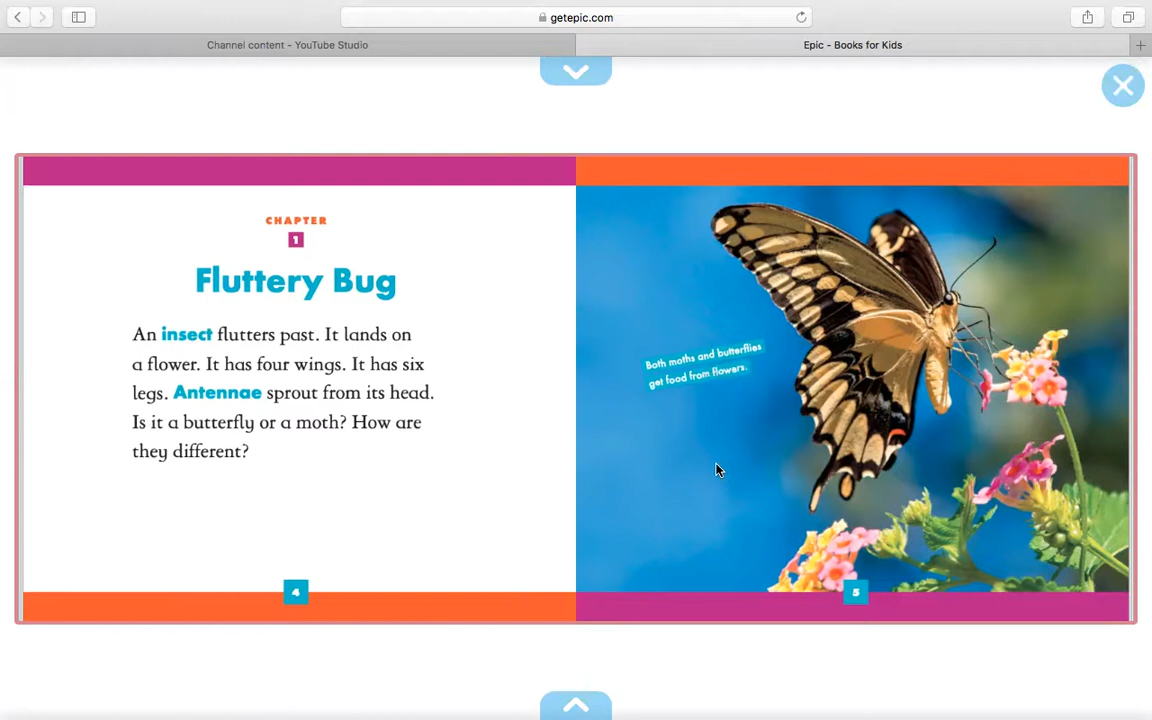 getepic.com
Channel content - YouTube Studio
Epic - Books for Kids
CHAPTER
1
Fluttery Bug
An insect flutters past. It lands on
a flower. It has four wings. It has six
legs. Antennae sprout from its head.
Is it a butterfly or a moth? How are
they different?
4
Both moths and butterflies
get food from flowers.
5